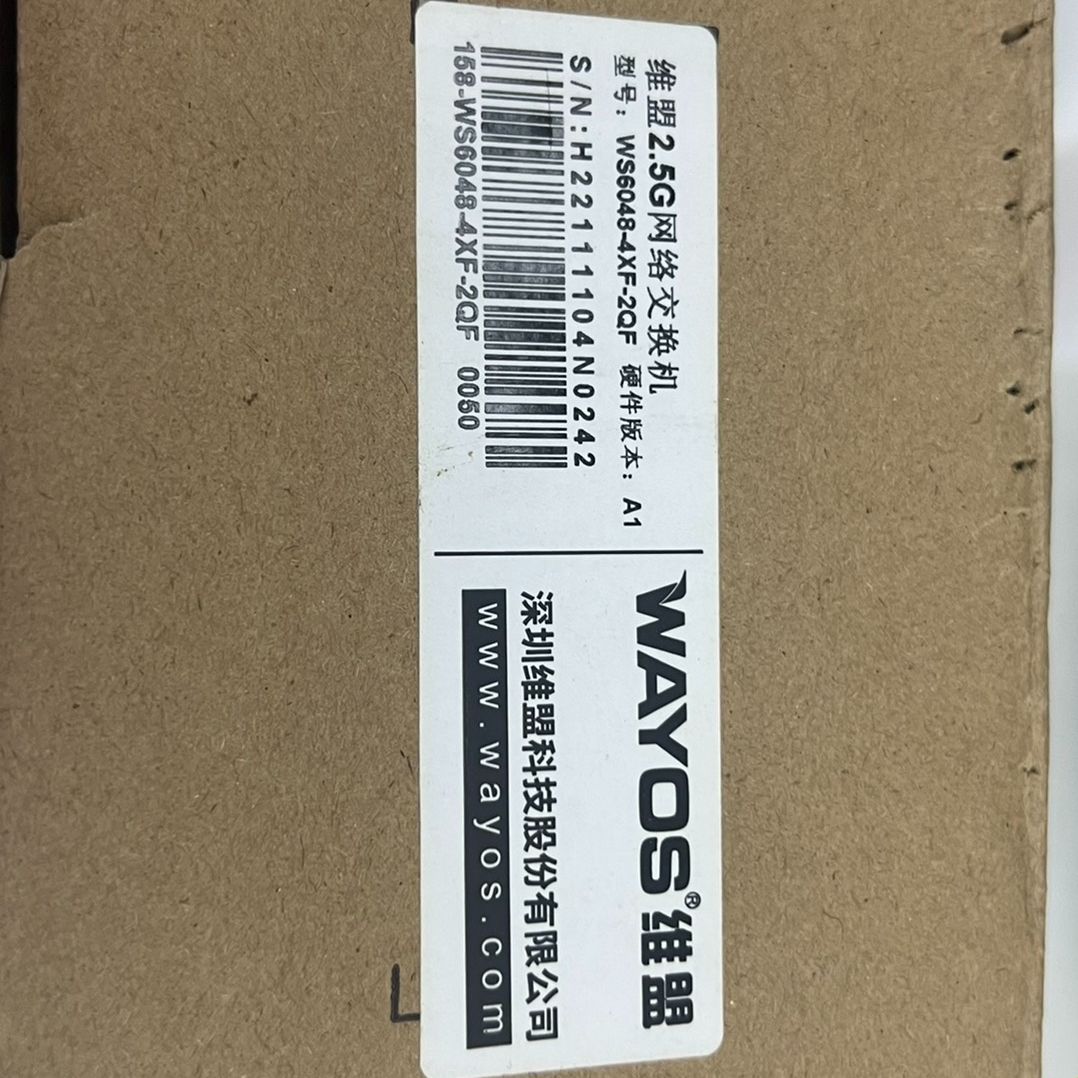 维盟2.5G网络交换机
型号：WS6048-4XF-2QF 硬件版本：A1
S/N:H22111104N0242
158-WS6048-4XF-2QF 0050
WAYOS®维盟
深圳维盟科技股份有限公司
www.wayos.com